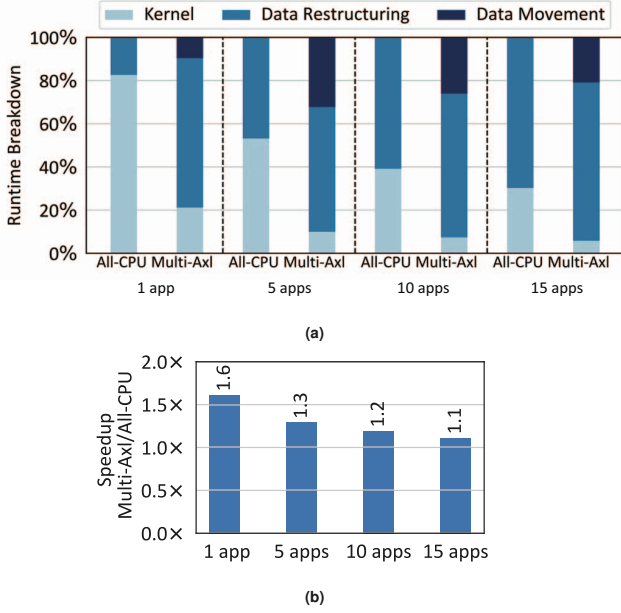 Kernel Data Restructuring Data Movement
Runtime Breakdown
100%
80%
60%
40%
20%
0%
All-CPU Multi-Axl All-CPU Multi-Axl All-CPU Multi-Axl All-CPU Multi-Axl
1 app 5 apps 10 apps 15 apps
(a)
Speedup
Multi-Axl/All-CPU
2.0×
1.5×
1.0×
0.5×
0.0×
1.6 1.3 1.2 1.1
1 app 5 apps 10 apps 15 apps
(b)